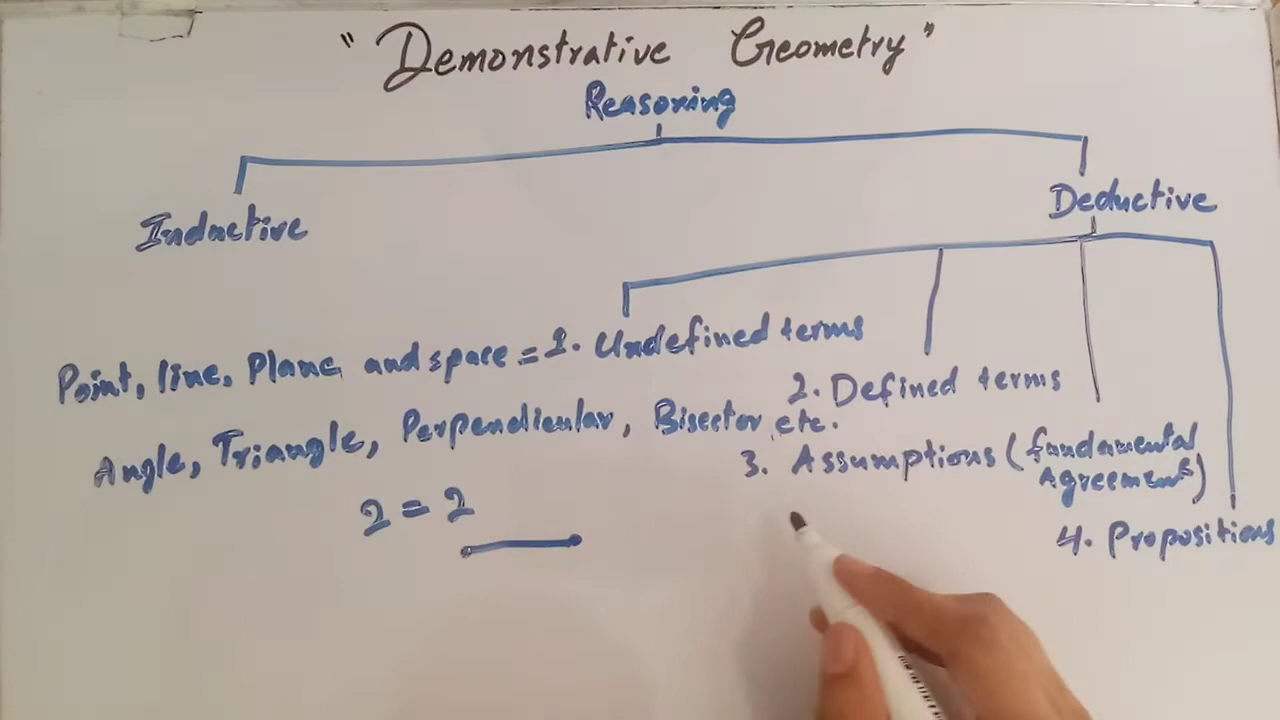 "Demonstrative Geometry"
Reasoning
Inductive
Deductive
Point, line, Plane and space = 1. Undefined terms
2. Defined terms
Angle, Triangle, Perpendicular, Bisector etc.
3. Assumptions (fundamental
Agreements)
2 = 2
4. Propositions